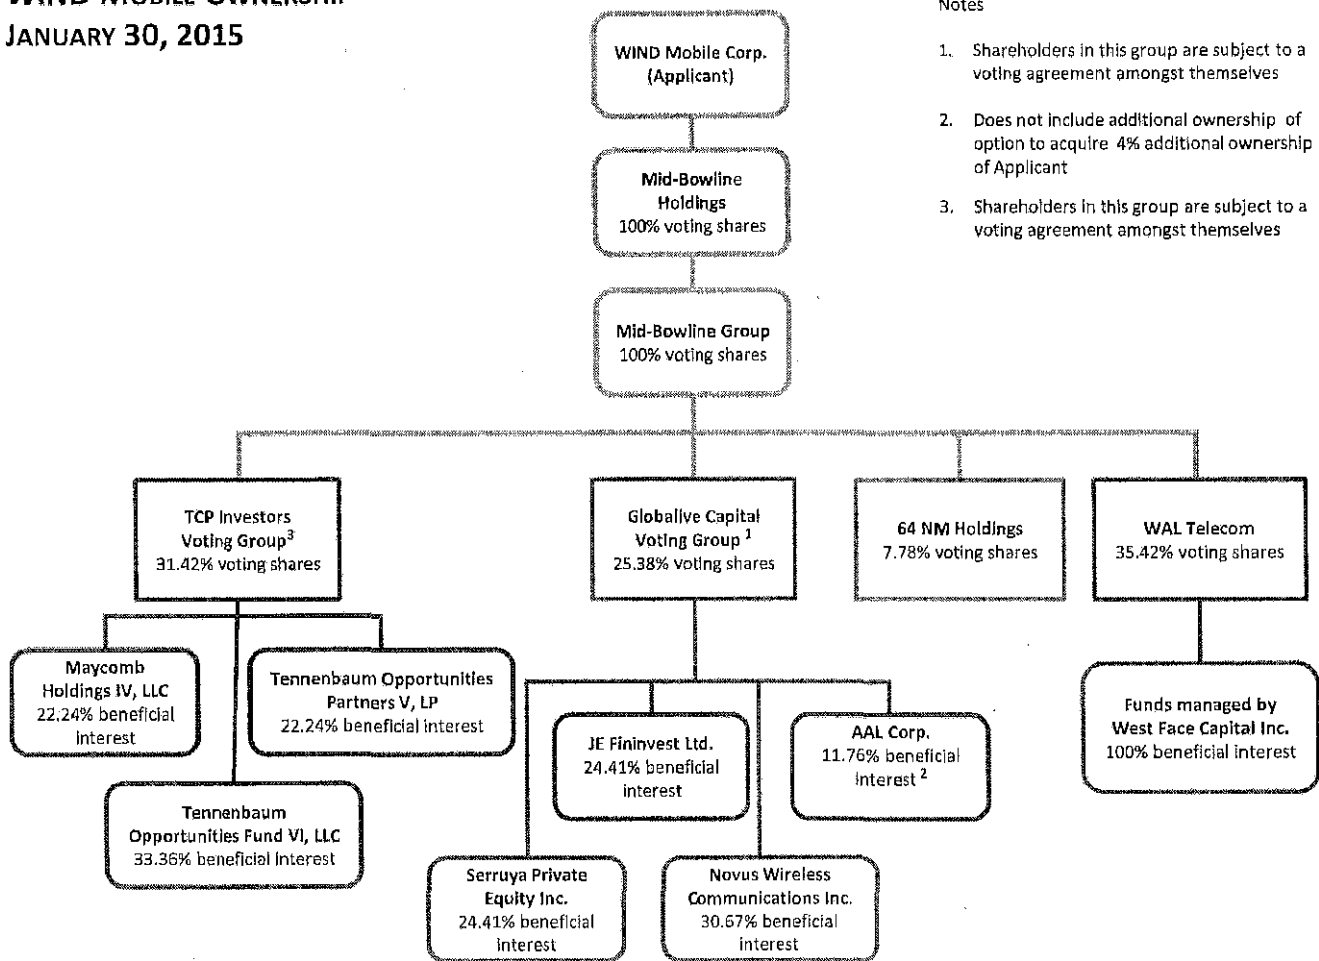 WIND MOBILE OWNERSHIP
JANUARY 30, 2015
Notes
1. Shareholders in this group are subject to a
voting agreement amongst themselves
2. Does not include additional ownership of
option to acquire 4% additional ownership
of Applicant
3. Shareholders in this group are subject to a
voting agreement amongst themselves
WIND Mobile Corp.
(Applicant)
Mid-Bowline
Holdings
100% voting shares
Mid-Bowline Group
100% voting shares
TCP Investors
Voting Group3
31.42% voting shares
Globalive Capital
Voting Group 1
25.38% voting shares
64 NM Holdings
7.78% voting shares
WAL Telecom
35.42% voting shares
Maycomb
Holdings IV, LLC
22.24% beneficial
interest
Tennenbaum Opportunities
Partners V, LP
22.24% beneficial interest
Tennenbaum
Opportunities Fund VI, LLC
33.36% beneficial interest
JE Fininvest Ltd.
24.41% beneficial
interest
AAL Corp.
11.76% beneficial
interest 2
Serruya Private
Equity Inc.
24.41% beneficial
interest
Novus Wireless
Communications Inc.
30.67% beneficial
interest
Funds managed by
West Face Capital Inc.
100% beneficial interest